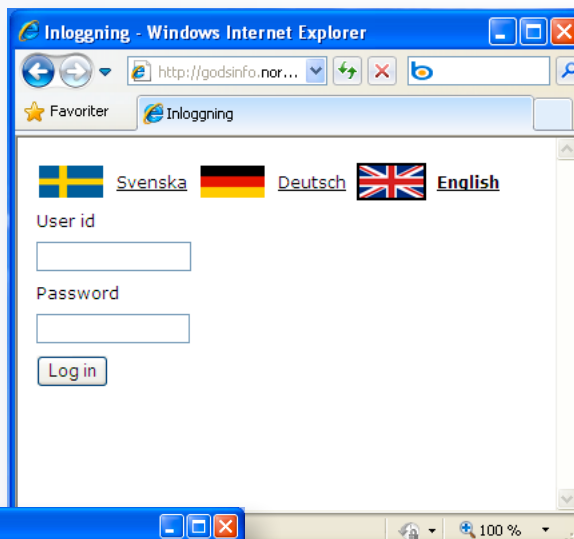 Inloggning - Windows Internet Explorer
http://godsinfo.nor...
Favoriter
Inloggning
Svenska Deutsch English
User id
Password
Log in
100 %